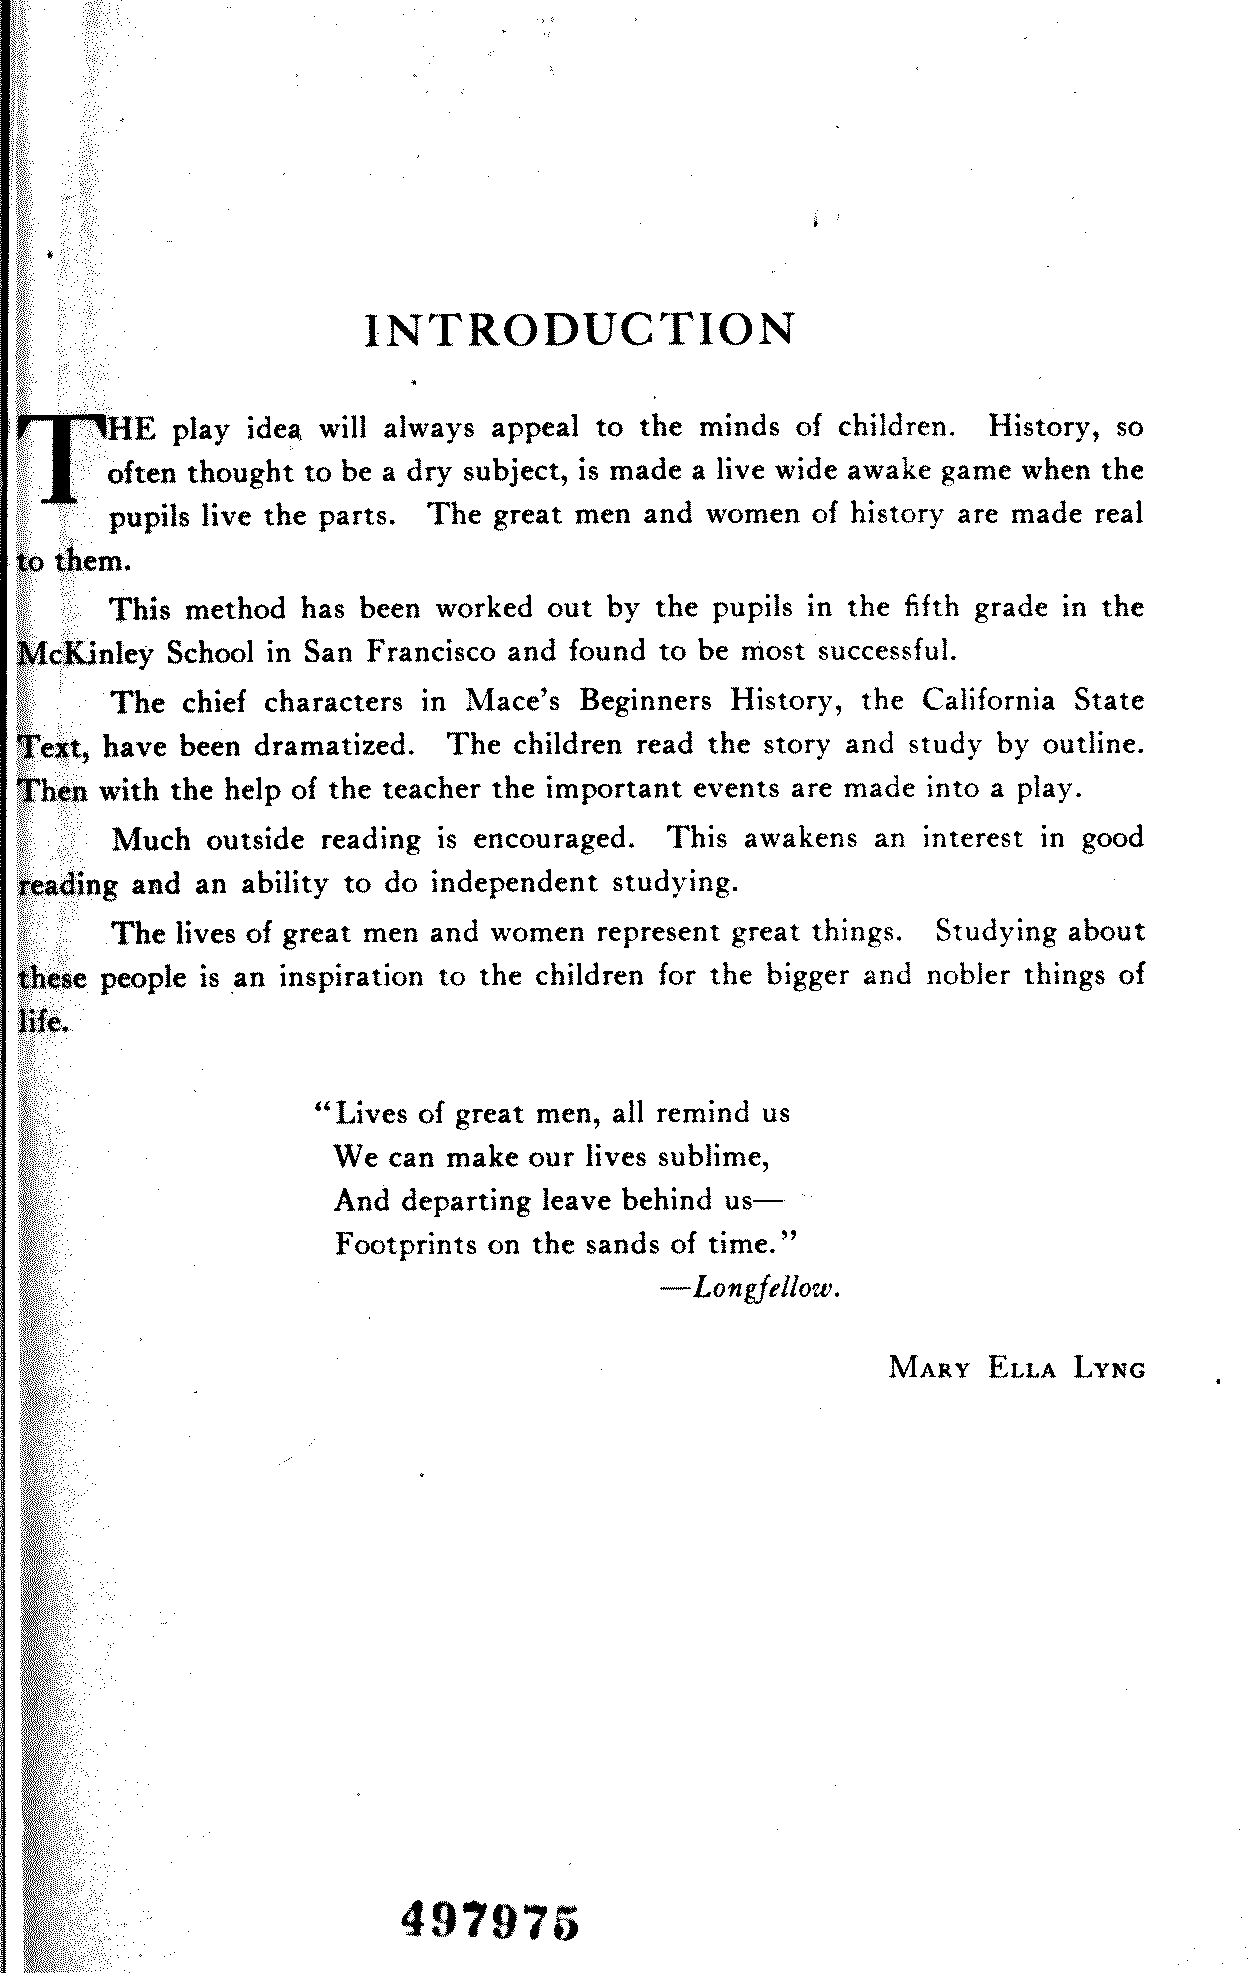 INTRODUCTION
THE play idea will always appeal to the minds of children. History, so
often thought to be a dry subject, is made a live wide awake game when the
pupils live the parts. The great men and women of history are made real
to them.
This method has been worked out by the pupils in the fifth grade in the
McKinley School in San Francisco and found to be most successful.
The chief characters in Mace's Beginners History, the California State
Text, have been dramatized. The children read the story and study by outline.
Then with the help of the teacher the important events are made into a play.
Much outside reading is encouraged. This awakens an interest in good
reading and an ability to do independent studying.
The lives of great men and women represent great things. Studying about
these people is an inspiration to the children for the bigger and nobler things of
life.
"Lives of great men, all remind us
We can make our lives sublime,
And departing leave behind us—
Footprints on the sands of time."
—Longfellow.
MARY ELLA LYNG
497975